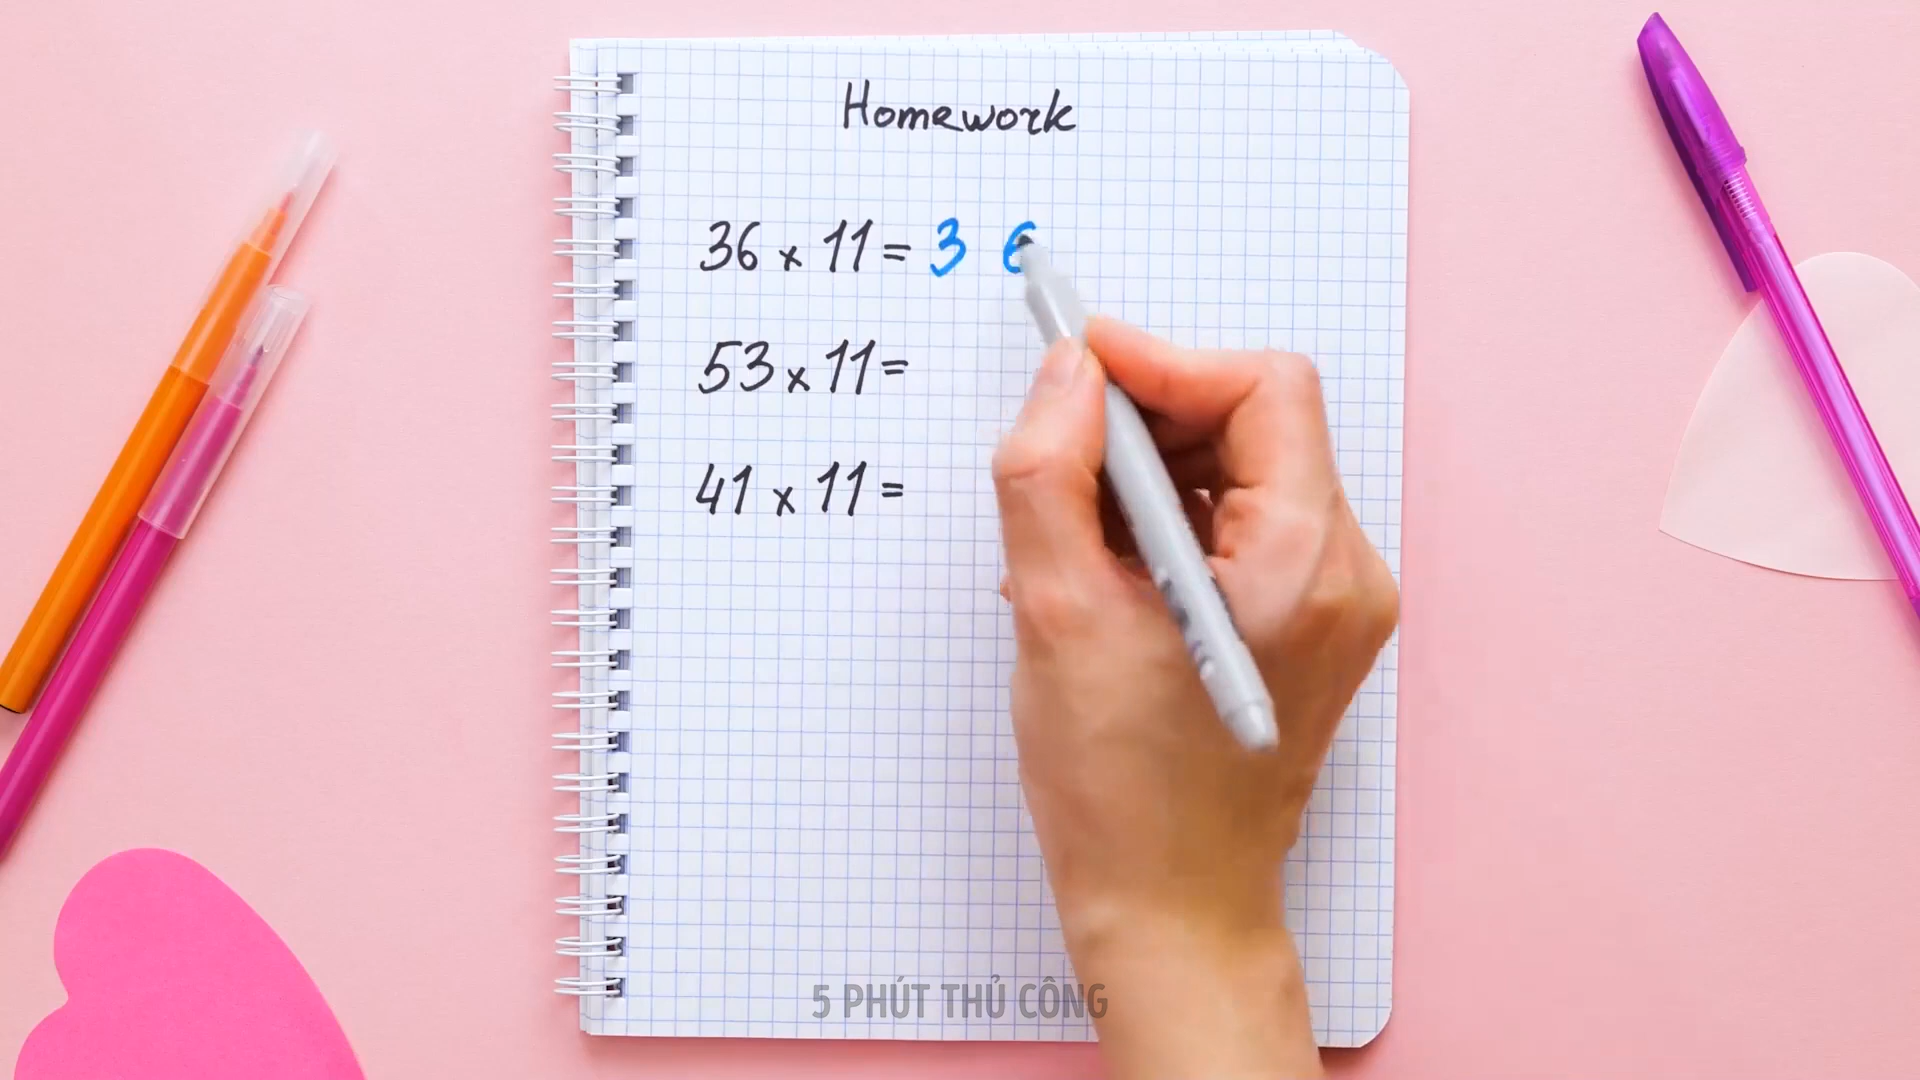 Homework
36 x 11 = 3 6
53 x 11 =
41 x 11 =
5 PHÚT THỦ CÔNG